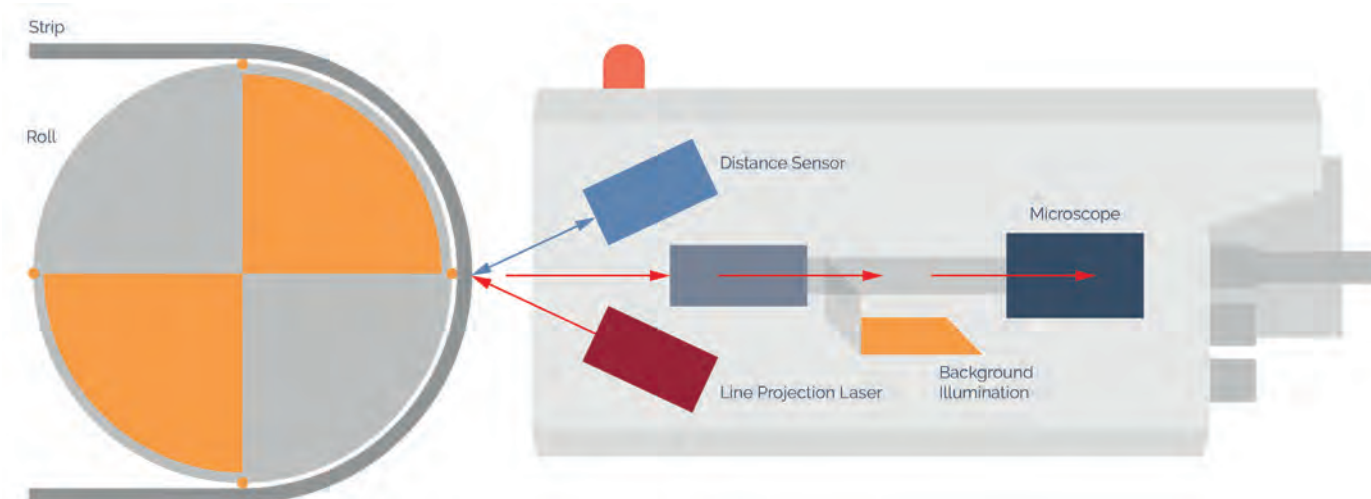 Strip
Roll
Distance Sensor
Microscope
Line Projection Laser
Background
Illumination